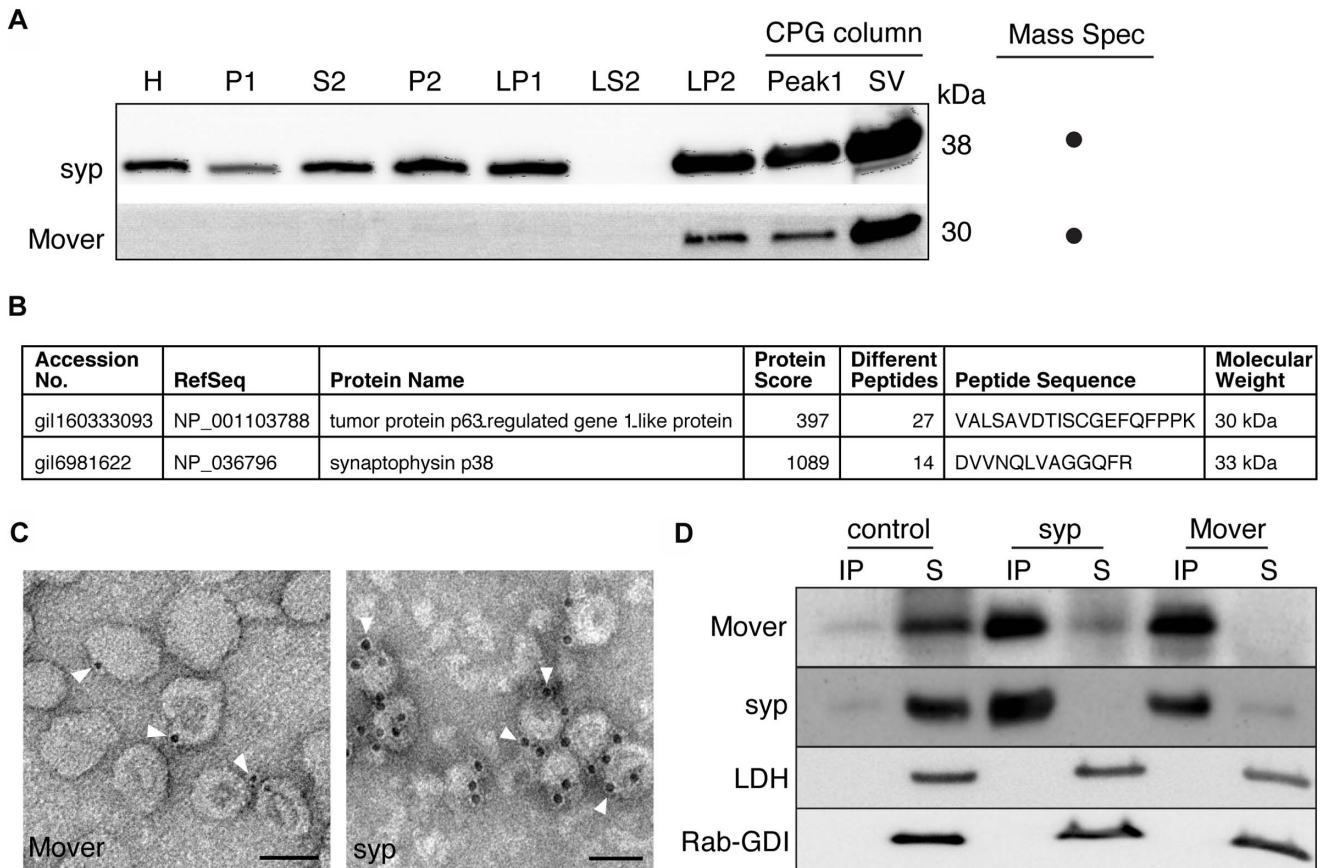 A
CPG column Mass Spec
H P1 S2 P2 LP1 LS2 LP2 Peak1 SV
kDa
syp 38
Mover 30
B
Accession No. RefSeq Protein Name Protein Score Different Peptides Peptide Sequence Molecular Weight
gil160333093 NP_001103788 tumor protein p63.regulated gene 1.like protein 397 27 VALSAVDTISCGEFQFPPK 30 kDa
gil6981622 NP_036796 synaptophysin p38 1089 14 DVVNQLVAGGQFR 33 kDa
C
Mover
syp
D
control syp Mover
IP S IP S IP S
Mover
syp
LDH
Rab-GDI